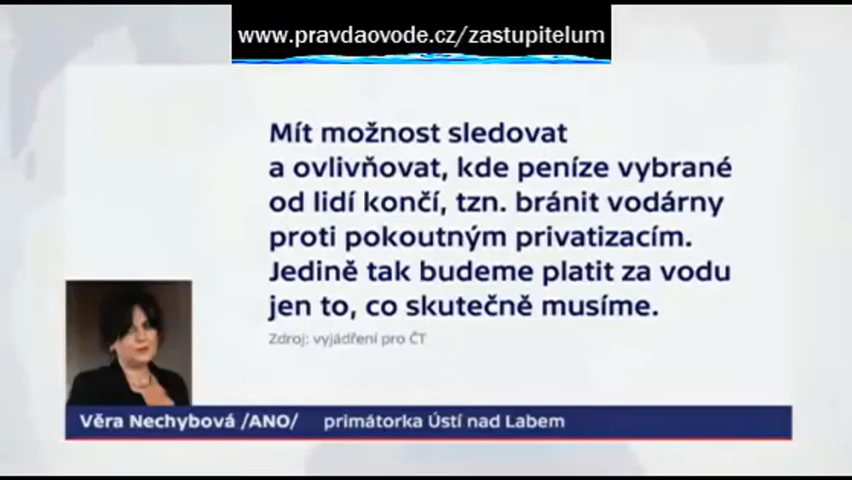 www.pravdaovode.cz/zastupitelum
Mít možnost sledovat
a ovlivňovat, kde peníze vybrané
od lidí končí, tzn. bránit vodárny
proti pokoutným privatizacím.
Jedině tak budeme platit za vodu
jen to, co skutečně musíme.
Zdroj: vyjádření pro ČT
Věra Nechybová /ANO/ primátorka Ústí nad Labem